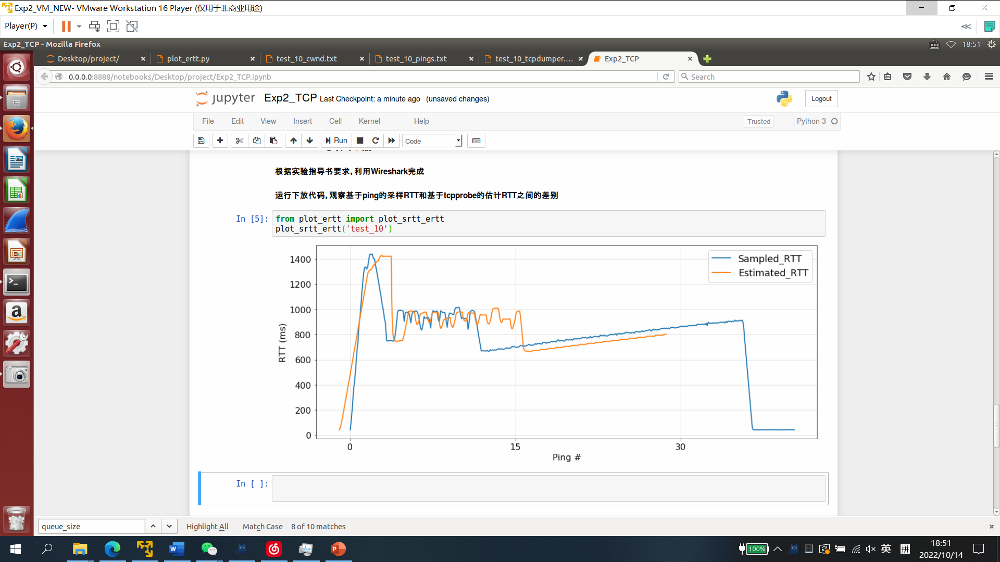 Exp2_VM_NEW- VMware Workstation 16 Player (仅用于非商业用途)
Player(P)
Exp2_TCP - Mozilla Firefox
18:51
Desktop/project/
plot_ertt.py
test_10_cwnd.txt
test_10_pings.txt
test_10_tcpdumper....
Exp2_TCP
0.0.0.0:8888/notebooks/Desktop/project/Exp2_TCP.ipynb
Search
jupyter Exp2_TCP Last Checkpoint: a minute ago (unsaved changes)
Logout
File Edit View Insert Cell Kernel Help
Trusted
Python 3
Run
Code
根据实验指导书要求,利用Wireshark完成
运行下放代码,观察基于ping的采样RTT和基于tcpprobe的估计RTT之间的差别
In [5]: from plot_ertt import plot_srtt_ertt
plot_srtt_ertt('test_10')
Sampled_RTT
Estimated_RTT
1400
1200
1000
800
600
400
200
0
RTT (ms)
0 15 30
Ping #
In [ ]:
queue_size
Highlight All Match Case 8 of 10 matches
100%
英
拼
18:51
2022/10/14